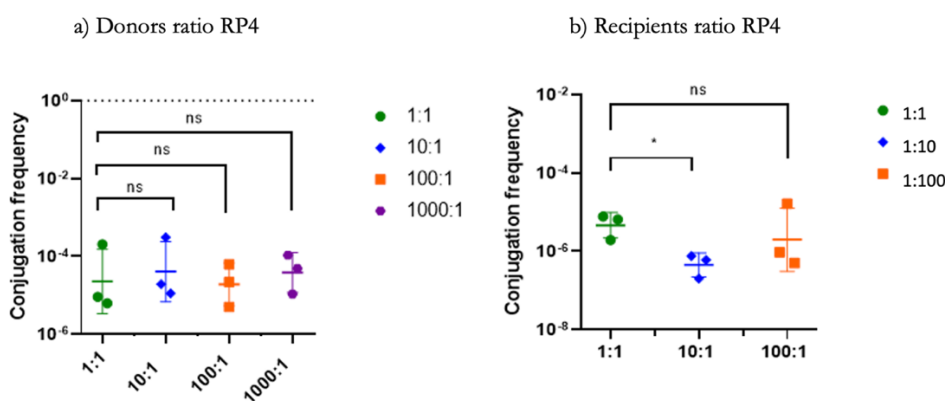 a) Donors ratio RP4
b) Recipients ratio RP4
Conjugation frequency
10⁰
10⁻²
10⁻⁴
10⁻⁶
ns
ns
ns
1:1
10:1
100:1
1000:1
1:1
10:1
100:1
1000:1
Conjugation frequency
10⁻²
10⁻⁴
10⁻⁶
10⁻⁸
ns
*
1:1
10:1
100:1
1:1
1:10
1:100